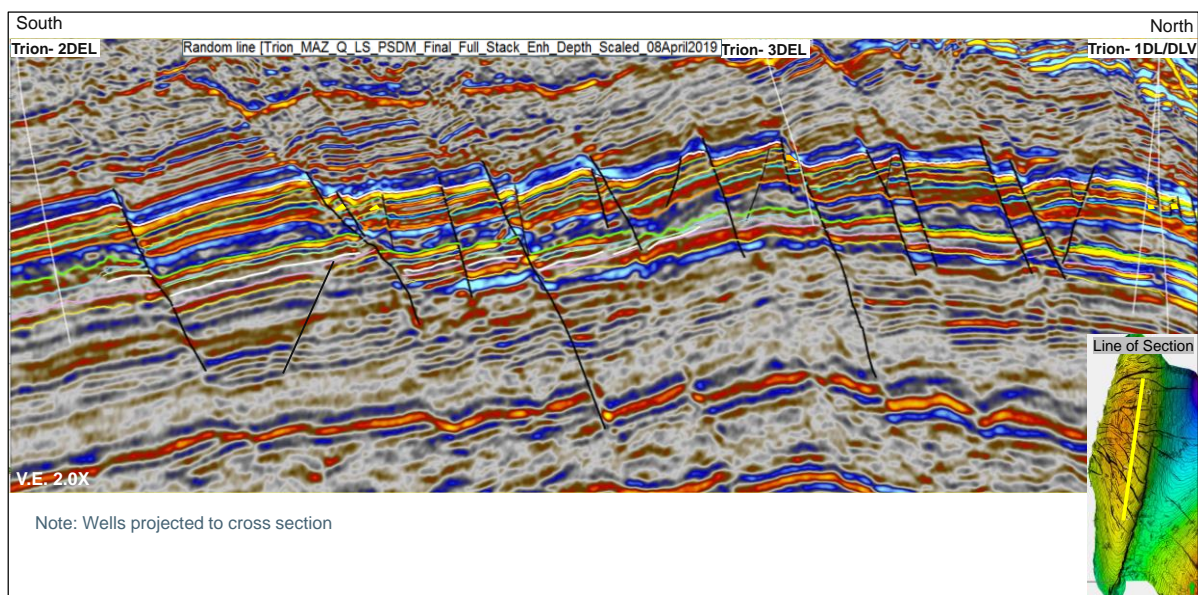 South
North
Trion- 2DEL
Random line [Trion_MAZ_Q_LS_PSDM_Final_Full_Stack_Enh_Depth_Scaled_08April2019
Trion- 3DEL
Trion- 1DL/DLV
Line of Section
V.E. 2.0X
Note: Wells projected to cross section